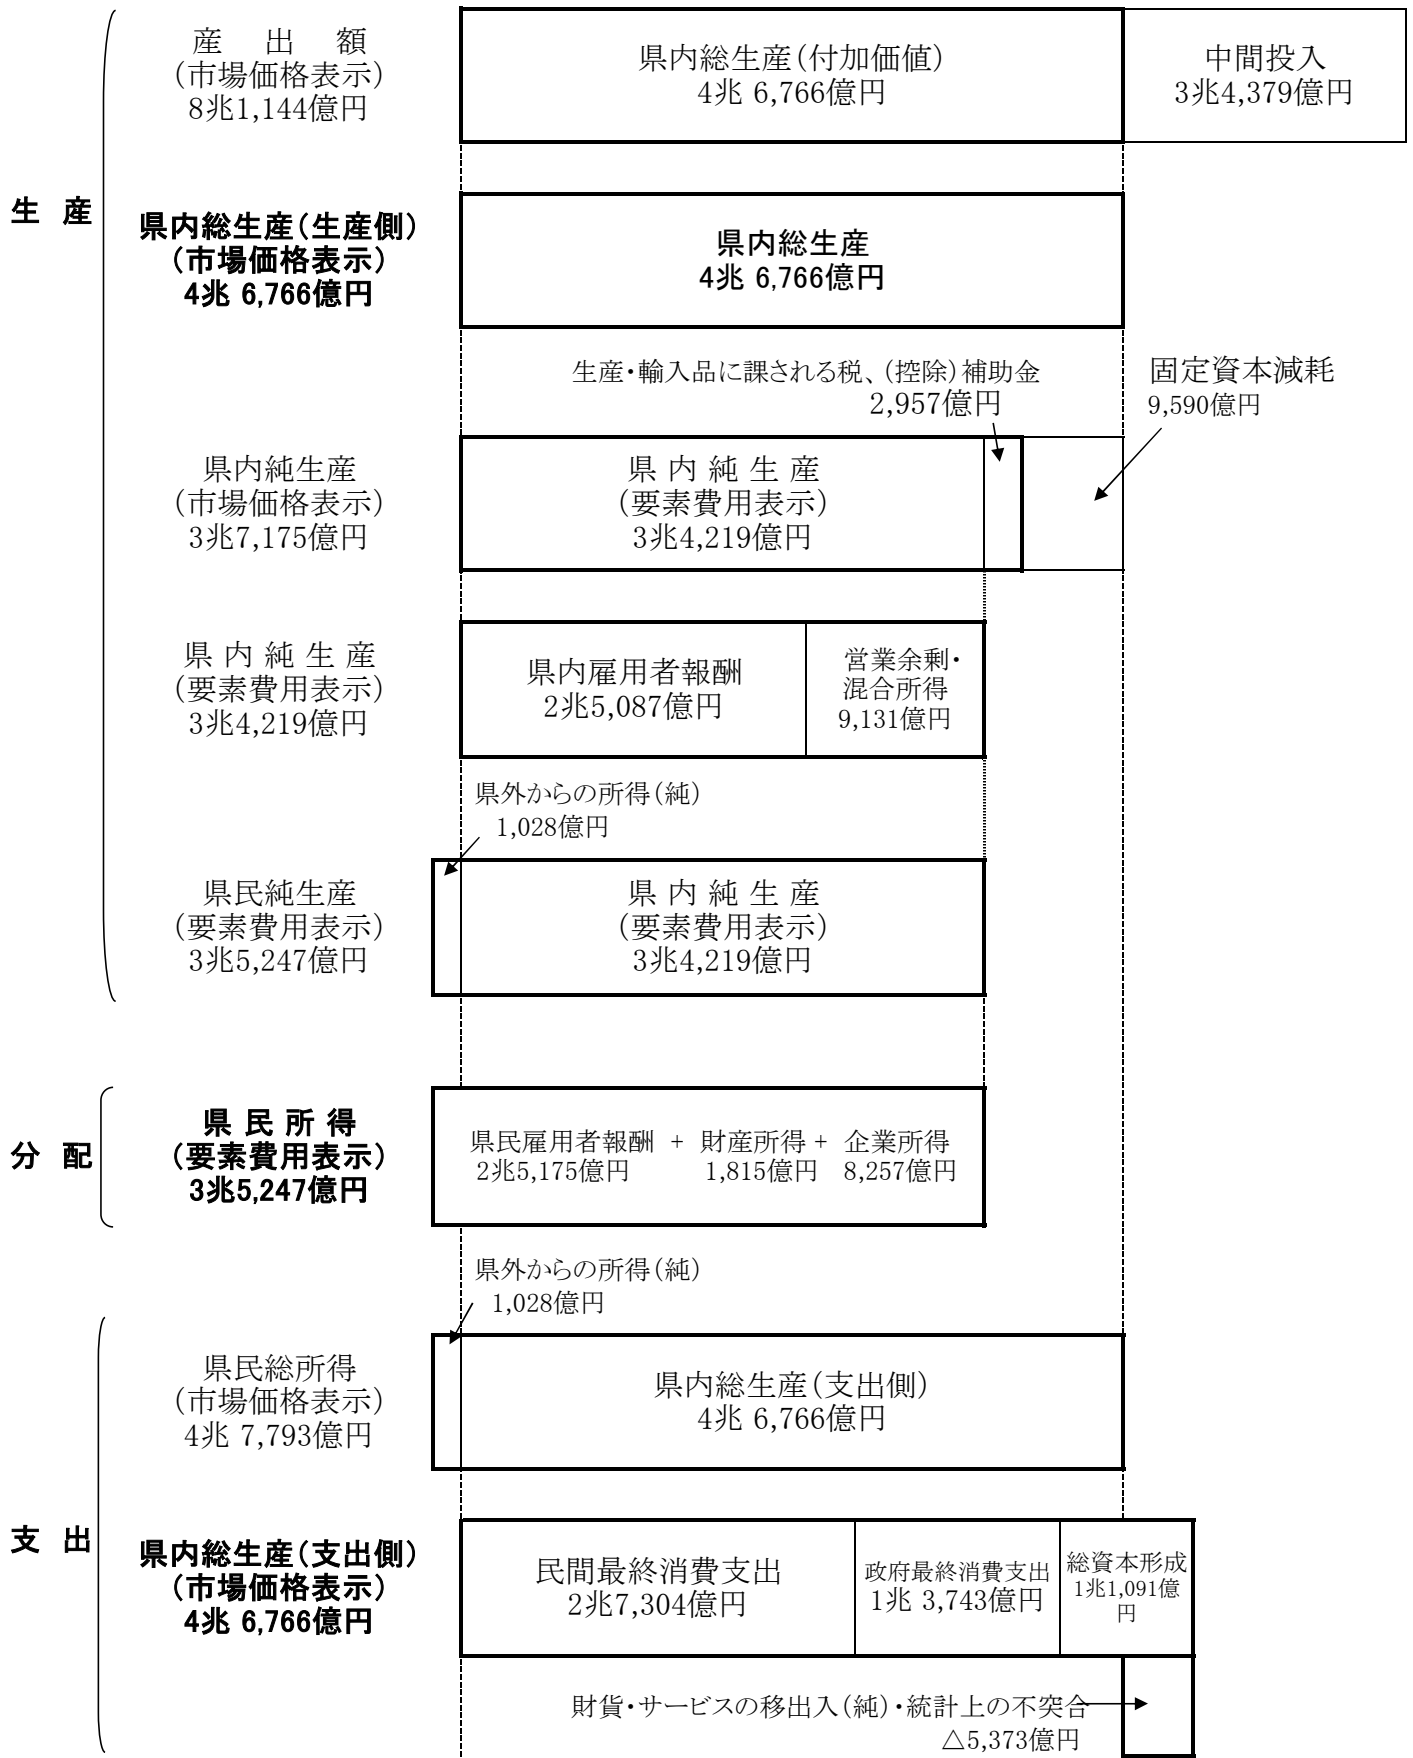 産　出　額
（市場価格表示）
8兆1,144億円
県内総生産（付加価値）
4兆 6,766億円
中間投入
3兆4,379億円
生 産
県内総生産（生産側）
（市場価格表示）
4兆 6,766億円
県内総生産
4兆 6,766億円
生産・輸入品に課される税、（控除）補助金
2,957億円
固定資本減耗
9,590億円
県内純生産
（市場価格表示）
3兆7,175億円
県 内 純 生 産
（要素費用表示）
3兆4,219億円
県 内 純 生 産
（要素費用表示）
3兆4,219億円
県内雇用者報酬
2兆5,087億円
営業余剰・
混合所得
9,131億円
県外からの所得（純）
1,028億円
県民純生産
（要素費用表示）
3兆5,247億円
県 内 純 生 産
（要素費用表示）
3兆4,219億円
分 配
県 民 所 得
（要素費用表示）
3兆5,247億円
県民雇用者報酬 + 財産所得 + 企業所得
2兆5,175億円 1,815億円 8,257億円
県外からの所得（純）
1,028億円
県民総所得
（市場価格表示）
4兆 7,793億円
県内総生産（支出側）
4兆 6,766億円
支 出
県内総生産（支出側）
（市場価格表示）
4兆 6,766億円
民間最終消費支出
2兆7,304億円
政府最終消費支出
1兆 3,743億円
総資本形成
1兆1,091億
円
財貨・サービスの移出入（純）・統計上の不突合
△5,373億円